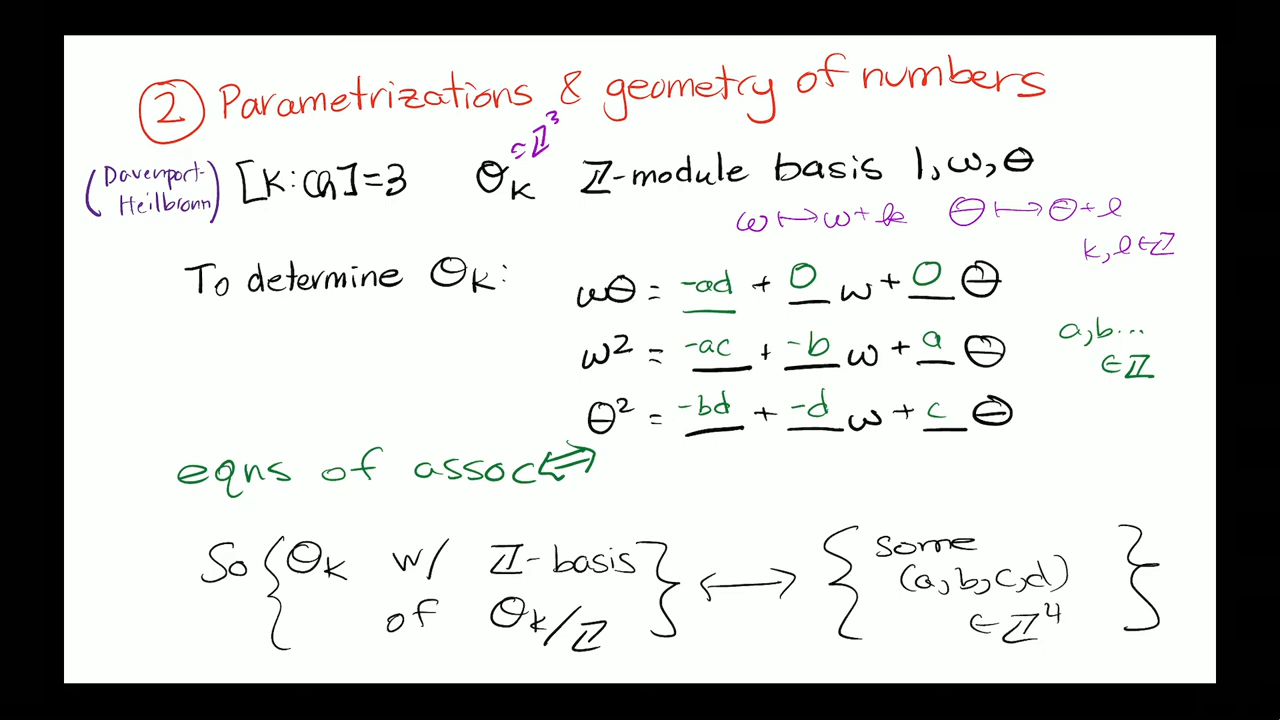 ② Parametrizations & geometry of numbers
(Davenport-Heilbronn) [K:ℚ]=3 𝒪_K ≅ℤ³ ℤ-module basis 1, ω, θ
ω ↦ ω+k θ ↦ θ+l
k, l ∈ ℤ
To determine 𝒪_K: ωθ = -ad + 0 ω + 0 θ
ω² = -ac + -b ω + a θ
a,b... ∈ ℤ
θ² = -bd + -d ω + c θ
eqns of assoc ⟺
So { 𝒪_K w/ ℤ-basis of 𝒪_K/ℤ } ⟷ { some (a,b,c,d) ∈ ℤ⁴ }